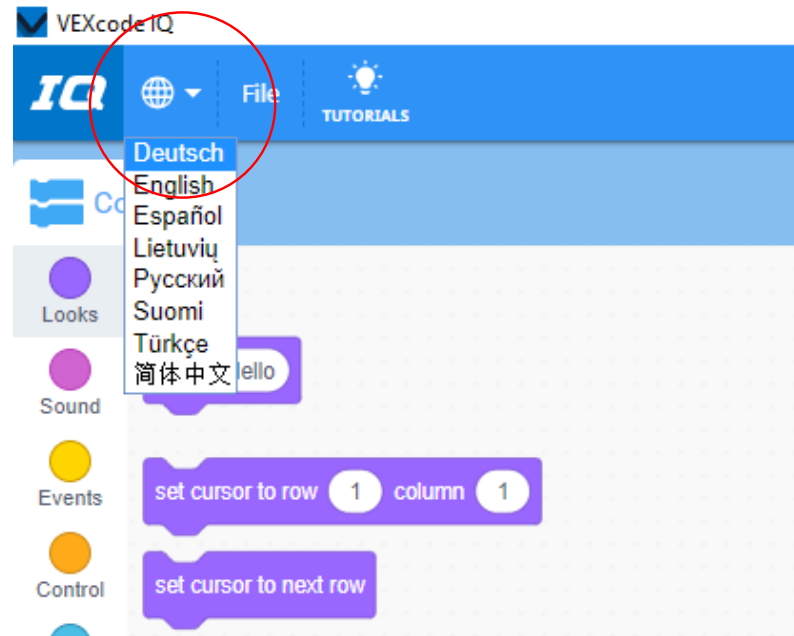 VEXcode IQ
IQ
File
TUTORIALS
Deutsch
English
Español
Lietuvių
Русский
Suomi
Türkçe
简体中文
Looks
Sound
Events
set cursor to row 1 column 1
Control
set cursor to next row